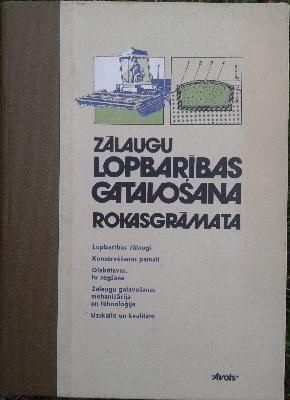 ZĀLAUGU
LOPBARĪBAS
GATAVOŠANA
ROKASGRĀMATA
Lopbarības zālaugi
Konservēšanas pamati
Glabātavas,
to segšana
Zālaugu gatavošanas
mehanizācija
un tehnoloģija
Uzskaite un kvalitāte
Avots